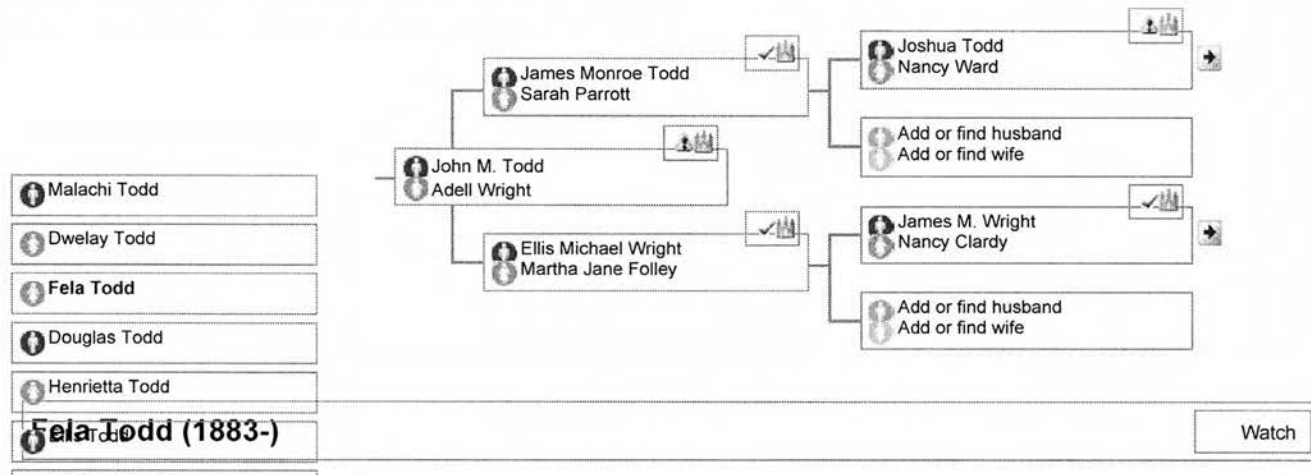 Malachi Todd
Dwelay Todd
Fela Todd
Douglas Todd
Henrietta Todd
Todd
John M. Todd
Adell Wright
James Monroe Todd
Sarah Parrott
Ellis Michael Wright
Martha Jane Folley
Joshua Todd
Nancy Ward
Add or find husband
Add or find wife
James M. Wright
Nancy Clardy
Add or find husband
Add or find wife
Fela Todd (1883-)
Watch